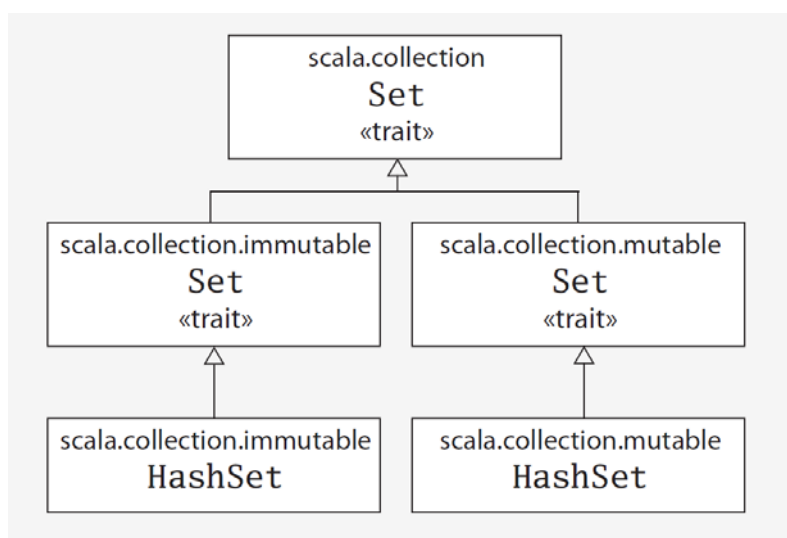 scala.collection
Set
«trait»
scala.collection.immutable
Set
«trait»
scala.collection.mutable
Set
«trait»
scala.collection.immutable
HashSet
scala.collection.mutable
HashSet